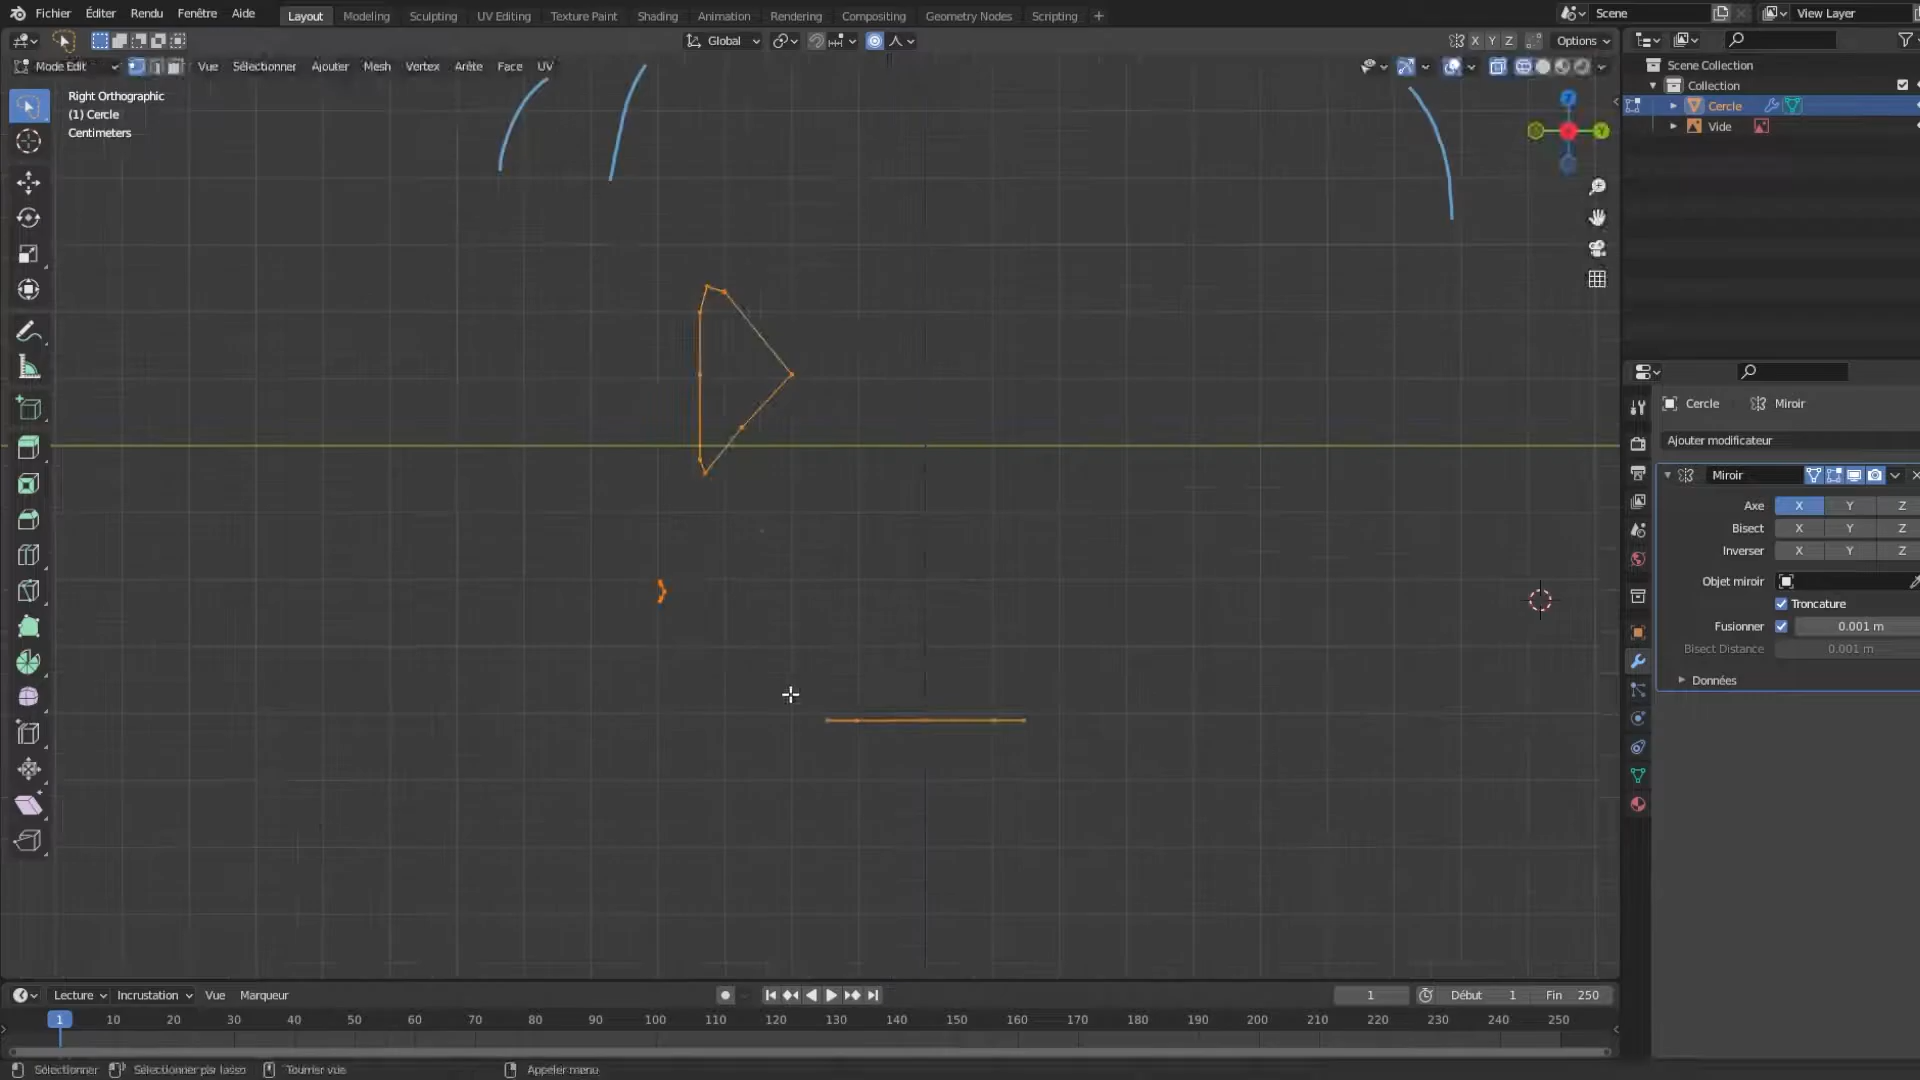 Fichier Éditer Rendu Fenêtre Aide Layout Modeling Sculpting UV Editing Texture Paint Shading Animation Rendering Compositing Geometry Nodes Scripting + Scene View Layer
Global X Y Z Options
Mode Edit Vue Sélectionner Ajouter Mesh Vertex Arête Face UV
Scene Collection
Collection
Cercle
Vide
Right Orthographic
(1) Cercle
Centimeters
Z
Y
Cercle Miroir
Ajouter modificateur
Miroir
Axe X Y Z
Bisect X Y Z
Inverser X Y Z
Objet miroir
Troncature
Fusionner 0.001 m
Bisect Distance 0.001 m
Données
Lecture Incrustation Vue Marqueur 1 Début 1 Fin 250
1 10 20 30 40 50 60 70 80 90 100 110 120 130 140 150 160 170 180 190 200 210 220 230 240 250
Sélectionner Sélectionner par lasso Tourner vue Appeler menu